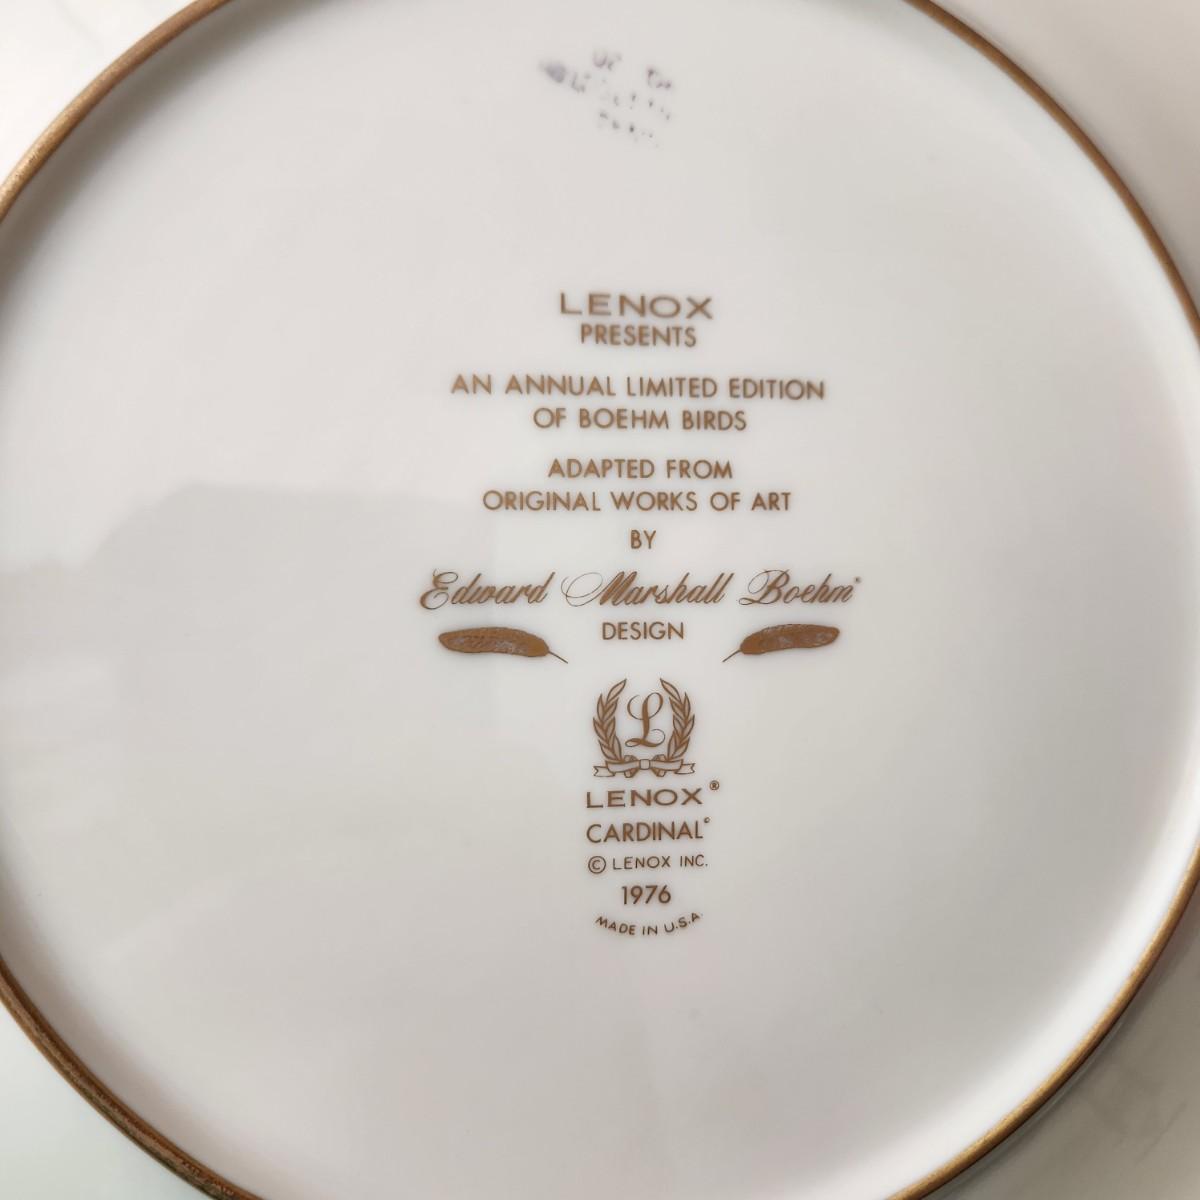 LENOX
PRESENTS
AN ANNUAL LIMITED EDITION
OF BOEHM BIRDS
ADAPTED FROM
ORIGINAL WORKS OF ART
BY
Edward Marshall Boehm®
DESIGN
L
LENOX®
CARDINAL©
© LENOX INC.
1976
MADE IN U.S.A.